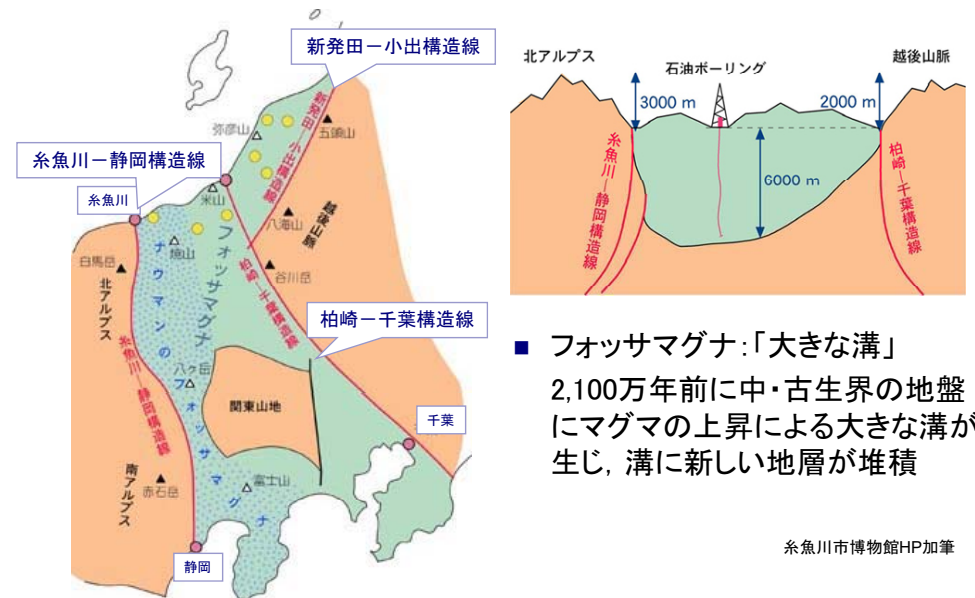 新発田－小出構造線
糸魚川－静岡構造線
糸魚川
弥彦山
五頭山
新発田－小出構造線
米山
八海山
越後山脈
焼山
白馬岳
北アルプス
フォッサマグナ
谷川岳
柏崎－千葉構造線
柏崎－千葉構造線
ナウマンのフォッサマグナ
糸魚川－静岡構造線
八ヶ岳
関東山地
千葉
南アルプス
赤石岳
富士山
静岡
北アルプス
石油ボーリング
越後山脈
3000 m
2000 m
6000 m
糸魚川－静岡構造線
柏崎－千葉構造線
■ フォッサマグナ：「大きな溝」
2,100万年前に中・古生界の地盤
にマグマの上昇による大きな溝が
生じ，溝に新しい地層が堆積
糸魚川市博物館HP加筆